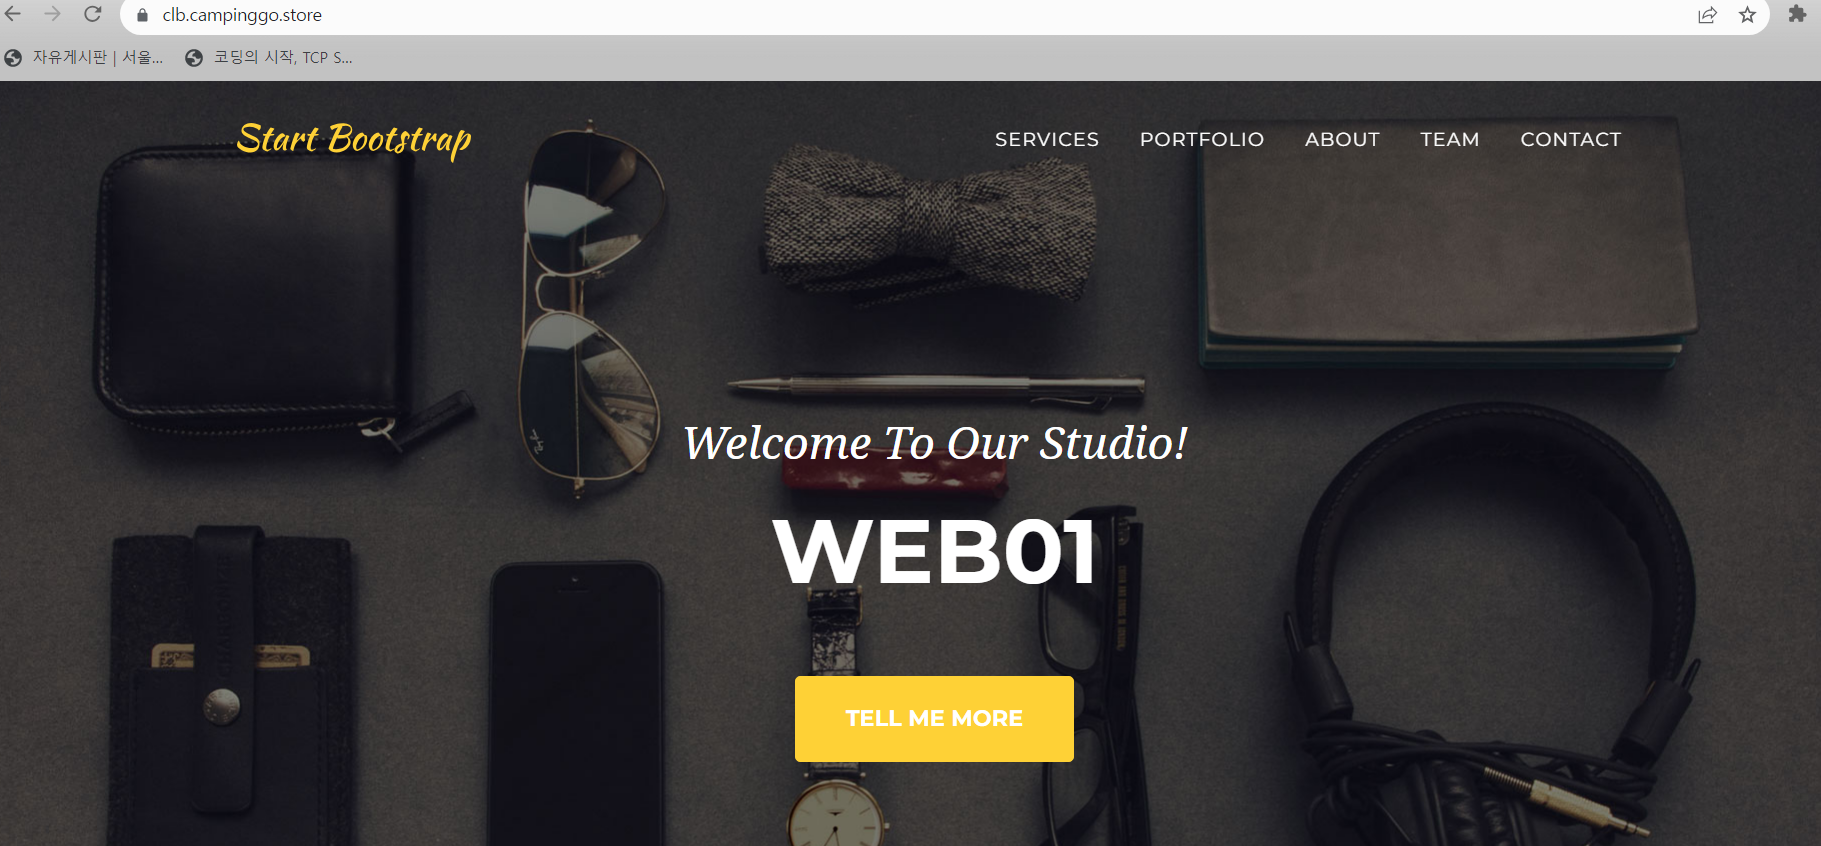 clb.campinggo.store
자유게시판 | 서울...
코딩의 시작, TCP S...
Start Bootstrap
SERVICES PORTFOLIO ABOUT TEAM CONTACT
Welcome To Our Studio!
WEB01
TELL ME MORE